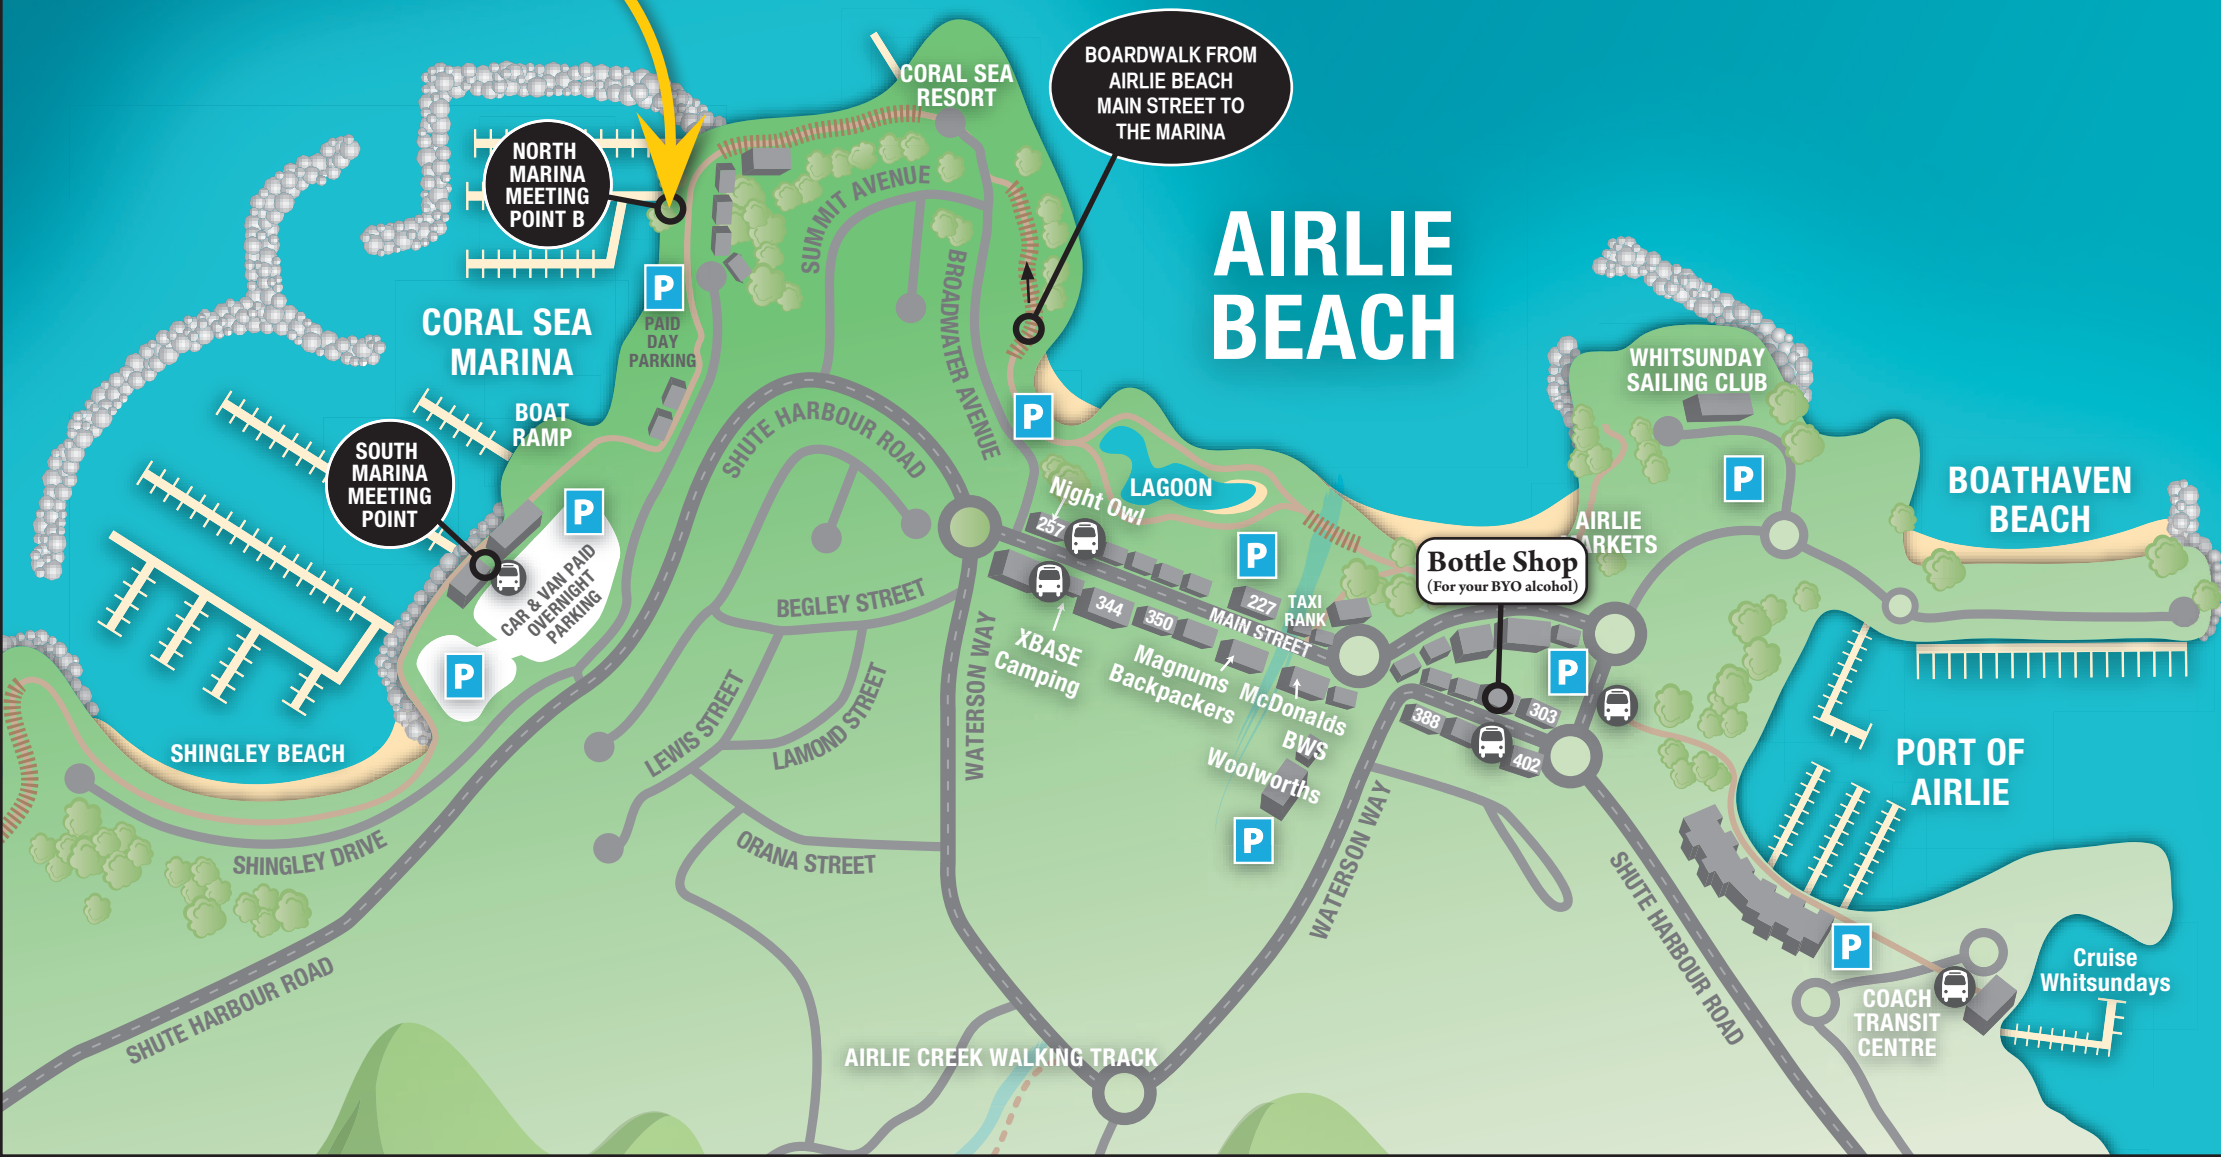 CORAL SEA
RESORT
BOARDWALK FROM
AIRLIE BEACH
MAIN STREET TO
THE MARINA
NORTH
MARINA
MEETING
POINT B
SUMMIT AVENUE
BROADWATER AVENUE
AIRLIE
BEACH
P
PAID
DAY
PARKING
CORAL SEA
MARINA
BOAT
RAMP
SOUTH
MARINA
MEETING
POINT
P
CAR & VAN PAID
OVERNIGHT
PARKING
P
SHUTE HARBOUR ROAD
P
LAGOON
Night Owl
257
P
WHITSUNDAY
SAILING CLUB
P
BOATHAVEN
BEACH
AIRLIE
ARKETS
Bottle Shop
(For your BYO alcohol)
BEGLEY STREET
344
350
227
TAXI
RANK
MAIN STREET
XBASE
Camping
Magnums
Backpackers
McDonalds
BWS
Woolworths
P
P
388
303
402
WATERSON WAY
LEWIS STREET
LAMOND STREET
ORANA STREET
SHINGLEY BEACH
SHINGLEY DRIVE
SHUTE HARBOUR ROAD
WATERSON WAY
SHUTE HARBOUR ROAD
PORT OF
AIRLIE
P
COACH
TRANSIT
CENTRE
Cruise
Whitsundays
AIRLIE CREEK WALKING TRACK